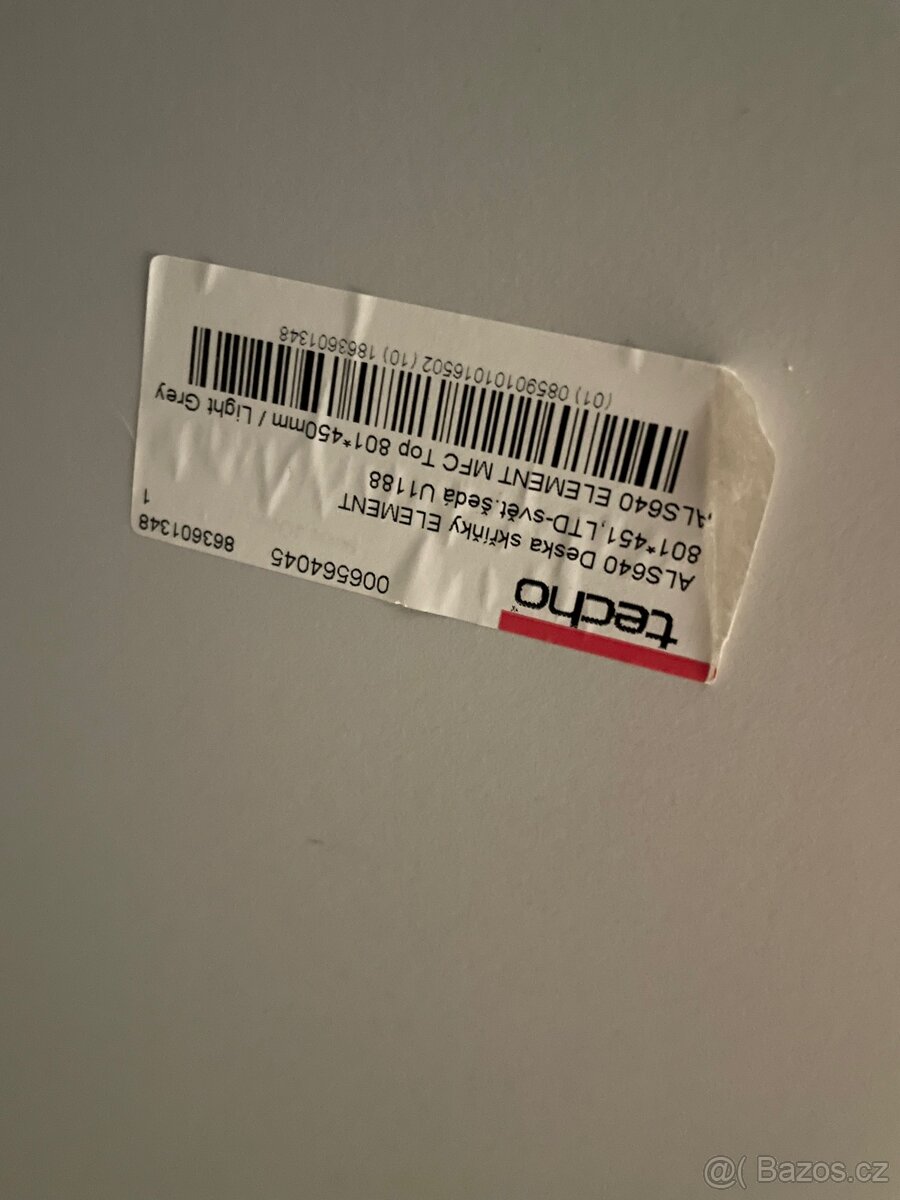 techo
006564045 863601348
1
ALS640 Deska skříňky ELEMENT
801*451,LTD-svět.šedá U1188
ALS640 ELEMENT MFC Top 801*450mm / Light Grey
(01) 08590101016502 (10) 1863601348
@( Bazos.cz